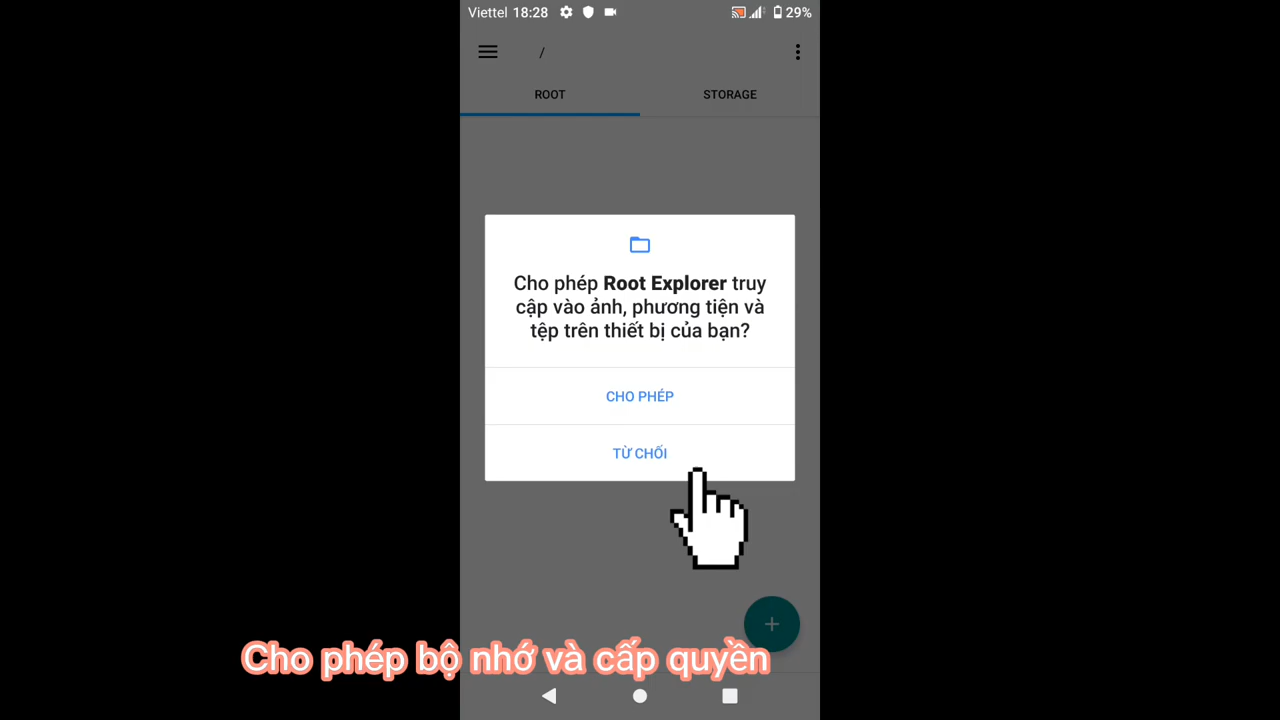 Viettel 18:28
29%
/
ROOT
STORAGE
Cho phép Root Explorer truy
cập vào ảnh, phương tiện và
tệp trên thiết bị của bạn?
CHO PHÉP
TỪ CHỐI
Cho phép bộ nhớ và cấp quyền